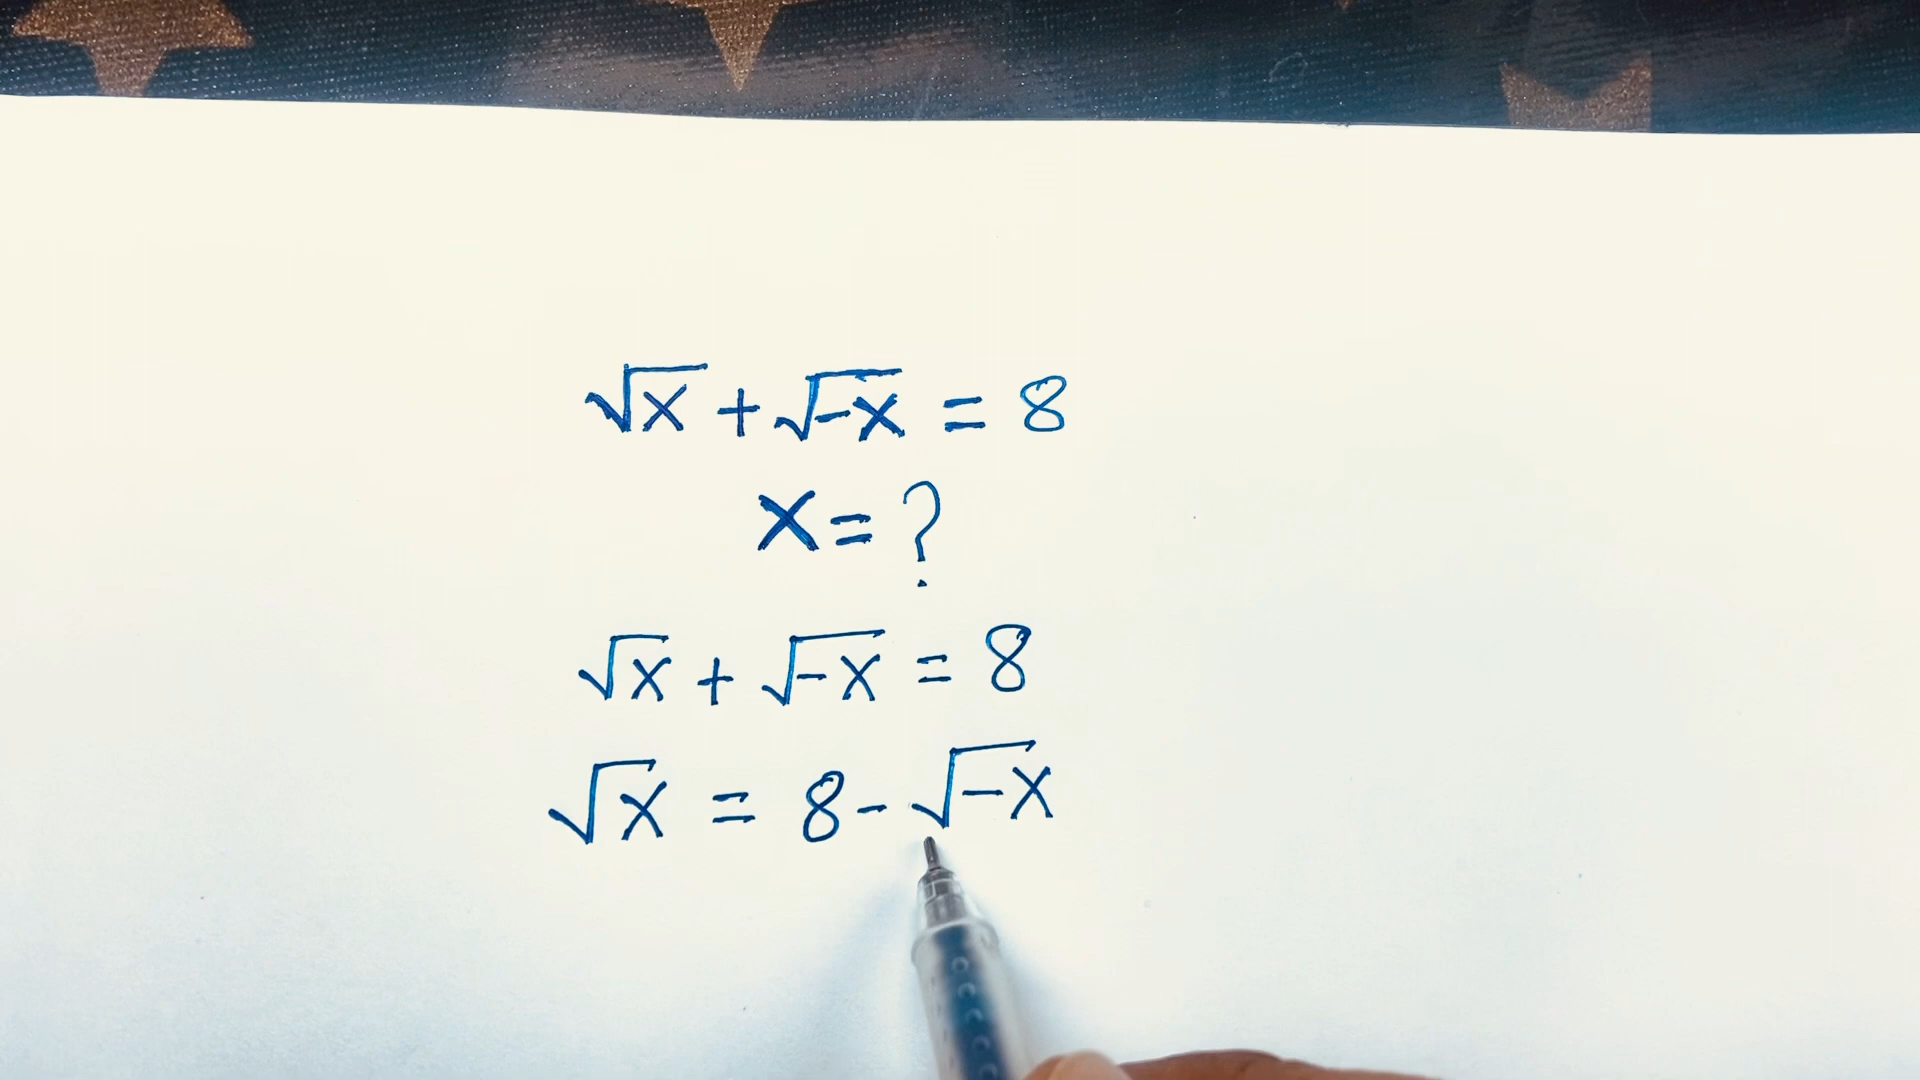 √x + √-x = 8
x = ?
√x + √-x = 8
√x = 8 - √-x